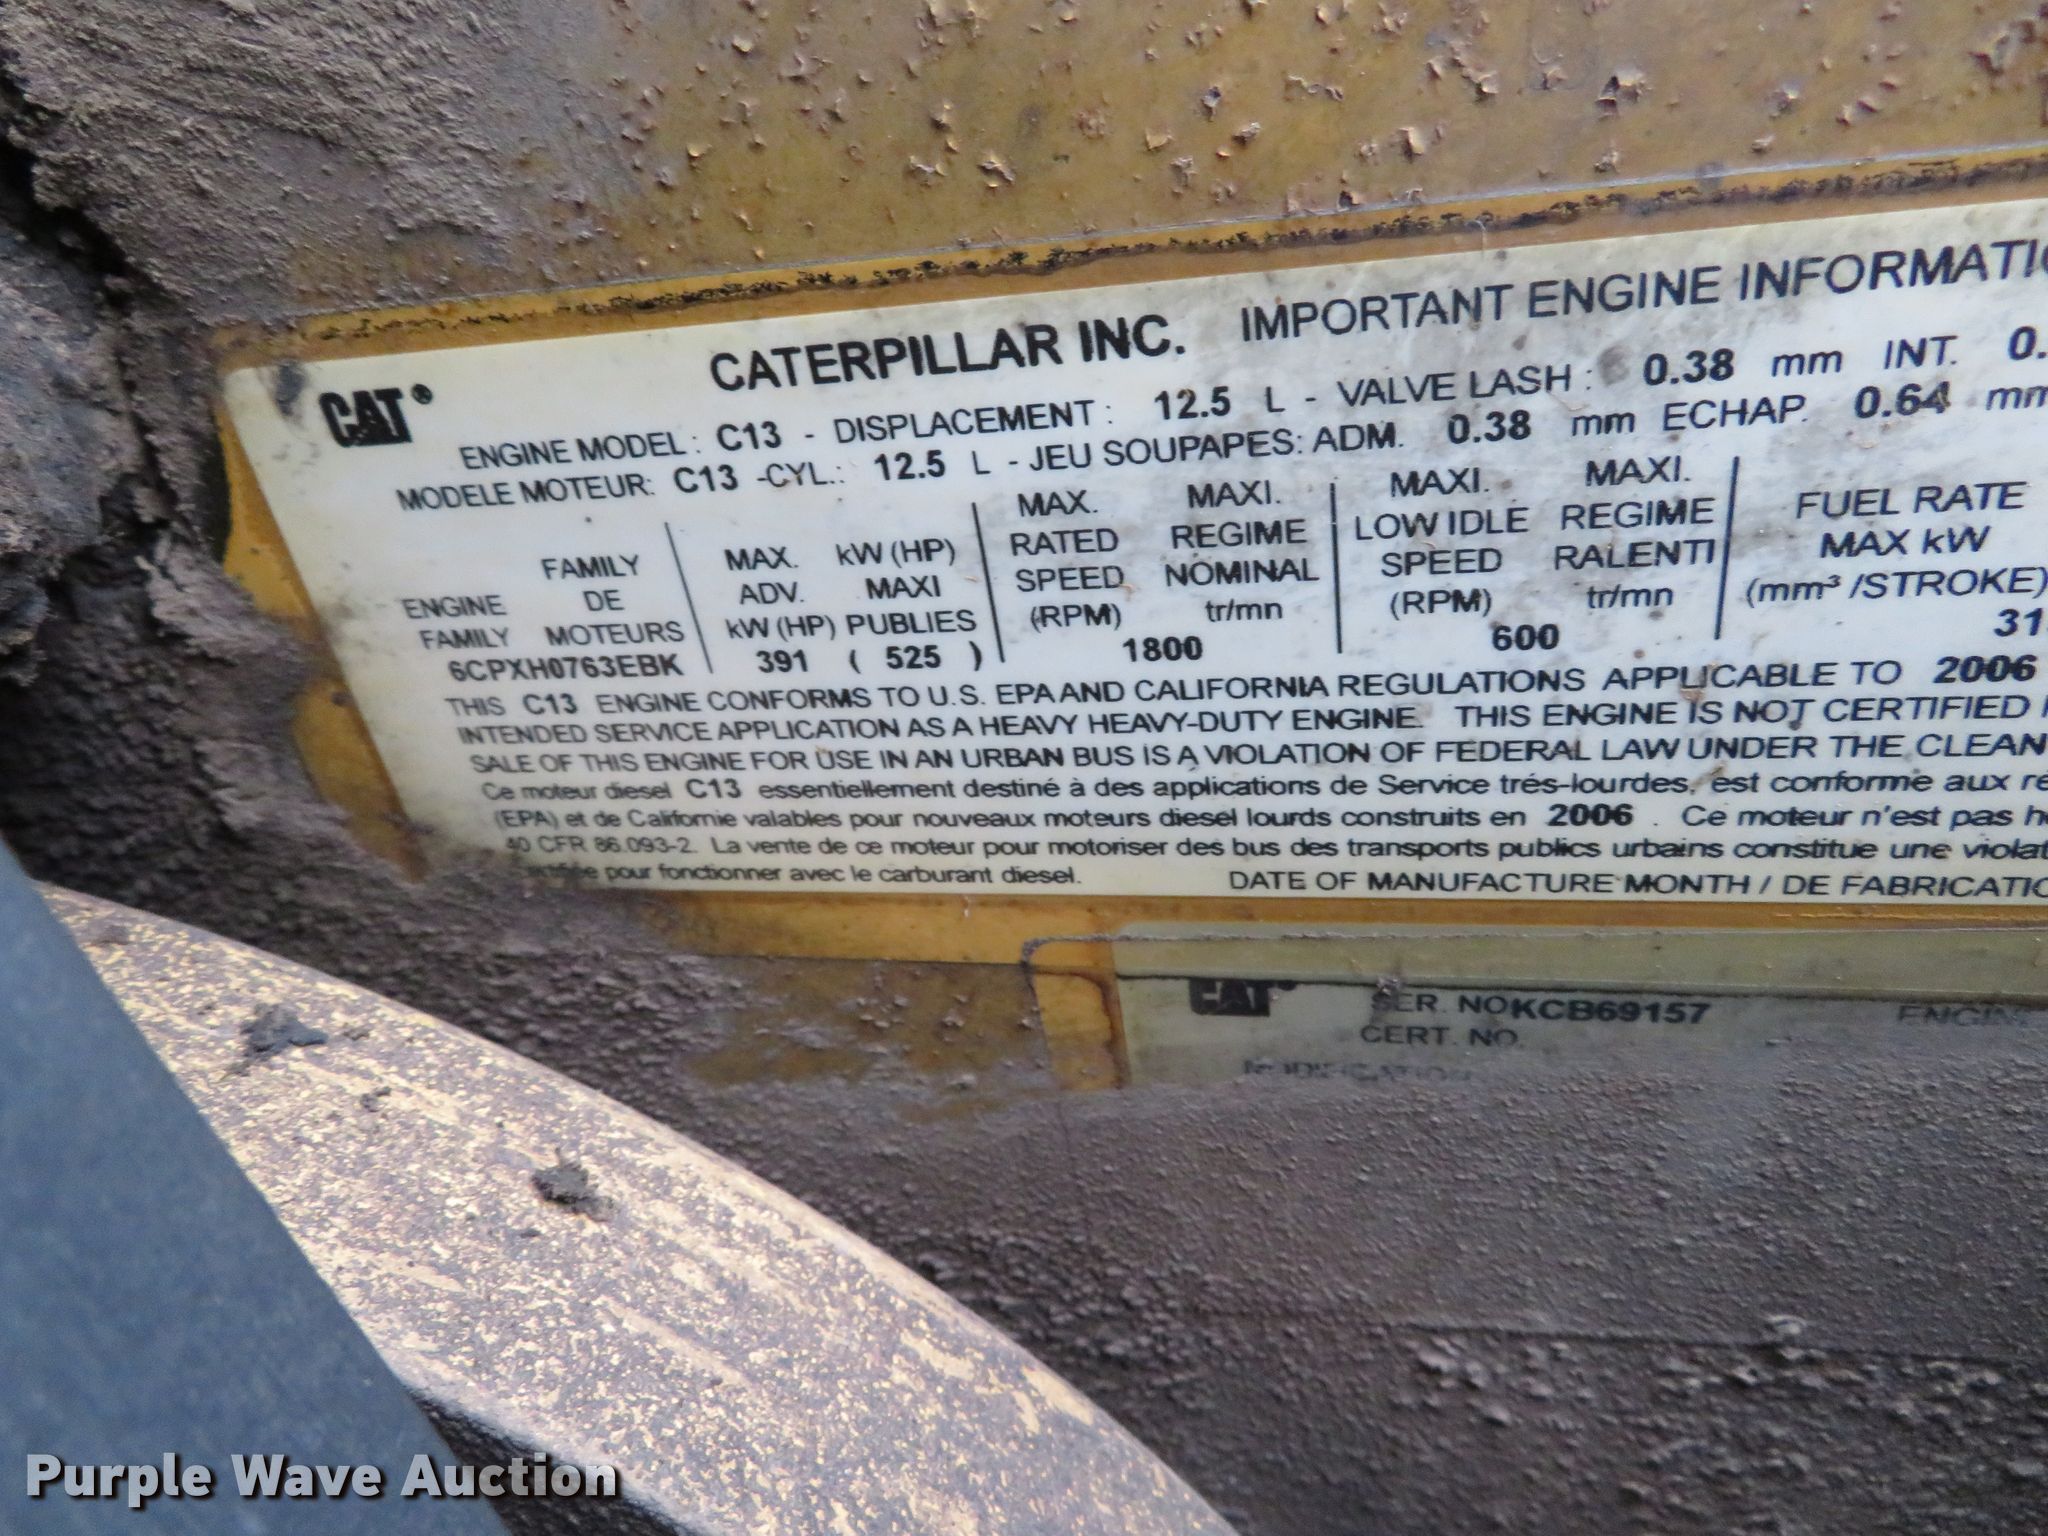 CAT®
CATERPILLAR INC. IMPORTANT ENGINE INFORMATIO
ENGINE MODEL: C13 - DISPLACEMENT: 12.5 L - VALVE LASH: 0.38 mm INT. 0.
MODELE MOTEUR: C13 -CYL.: 12.5 L - JEU SOUPAPES: ADM. 0.38 mm ECHAP. 0.64 mm
ENGINE FAMILY
FAMILY DE MOTEURS
6CPXH0763EBK
MAX. ADV. kW (HP)
kW (HP) MAXI PUBLIES
391 ( 525 )
MAX. RATED SPEED (RPM)
MAXI. REGIME NOMINAL tr/mn
1800
MAXI. LOW IDLE SPEED (RPM)
MAXI. REGIME RALENTI tr/mn
600
FUEL RATE
MAX kW
(mm³ /STROKE)
31
THIS C13 ENGINE CONFORMS TO U.S. EPA AND CALIFORNIA REGULATIONS APPLICABLE TO 2006
INTENDED SERVICE APPLICATION AS A HEAVY HEAVY-DUTY ENGINE. THIS ENGINE IS NOT CERTIFIED
SALE OF THIS ENGINE FOR USE IN AN URBAN BUS IS A VIOLATION OF FEDERAL LAW UNDER THE CLEAN
Ce moteur diesel C13 essentiellement destiné à des applications de Service trés-lourdes, est conforme aux ré
(EPA) et de Californie valables pour nouveaux moteurs diesel lourds construits en 2006 . Ce moteur n'est pas h
40 CFR 86.093-2. La vente de ce moteur pour motoriser des bus des transports publics urbains constitue une violat
pour fonctionner avec le carburant diesel. DATE OF MANUFACTURE MONTH / DE FABRICATIO
CAT
SER. NO KCB69157
CERT. NO.
Purple Wave Auction